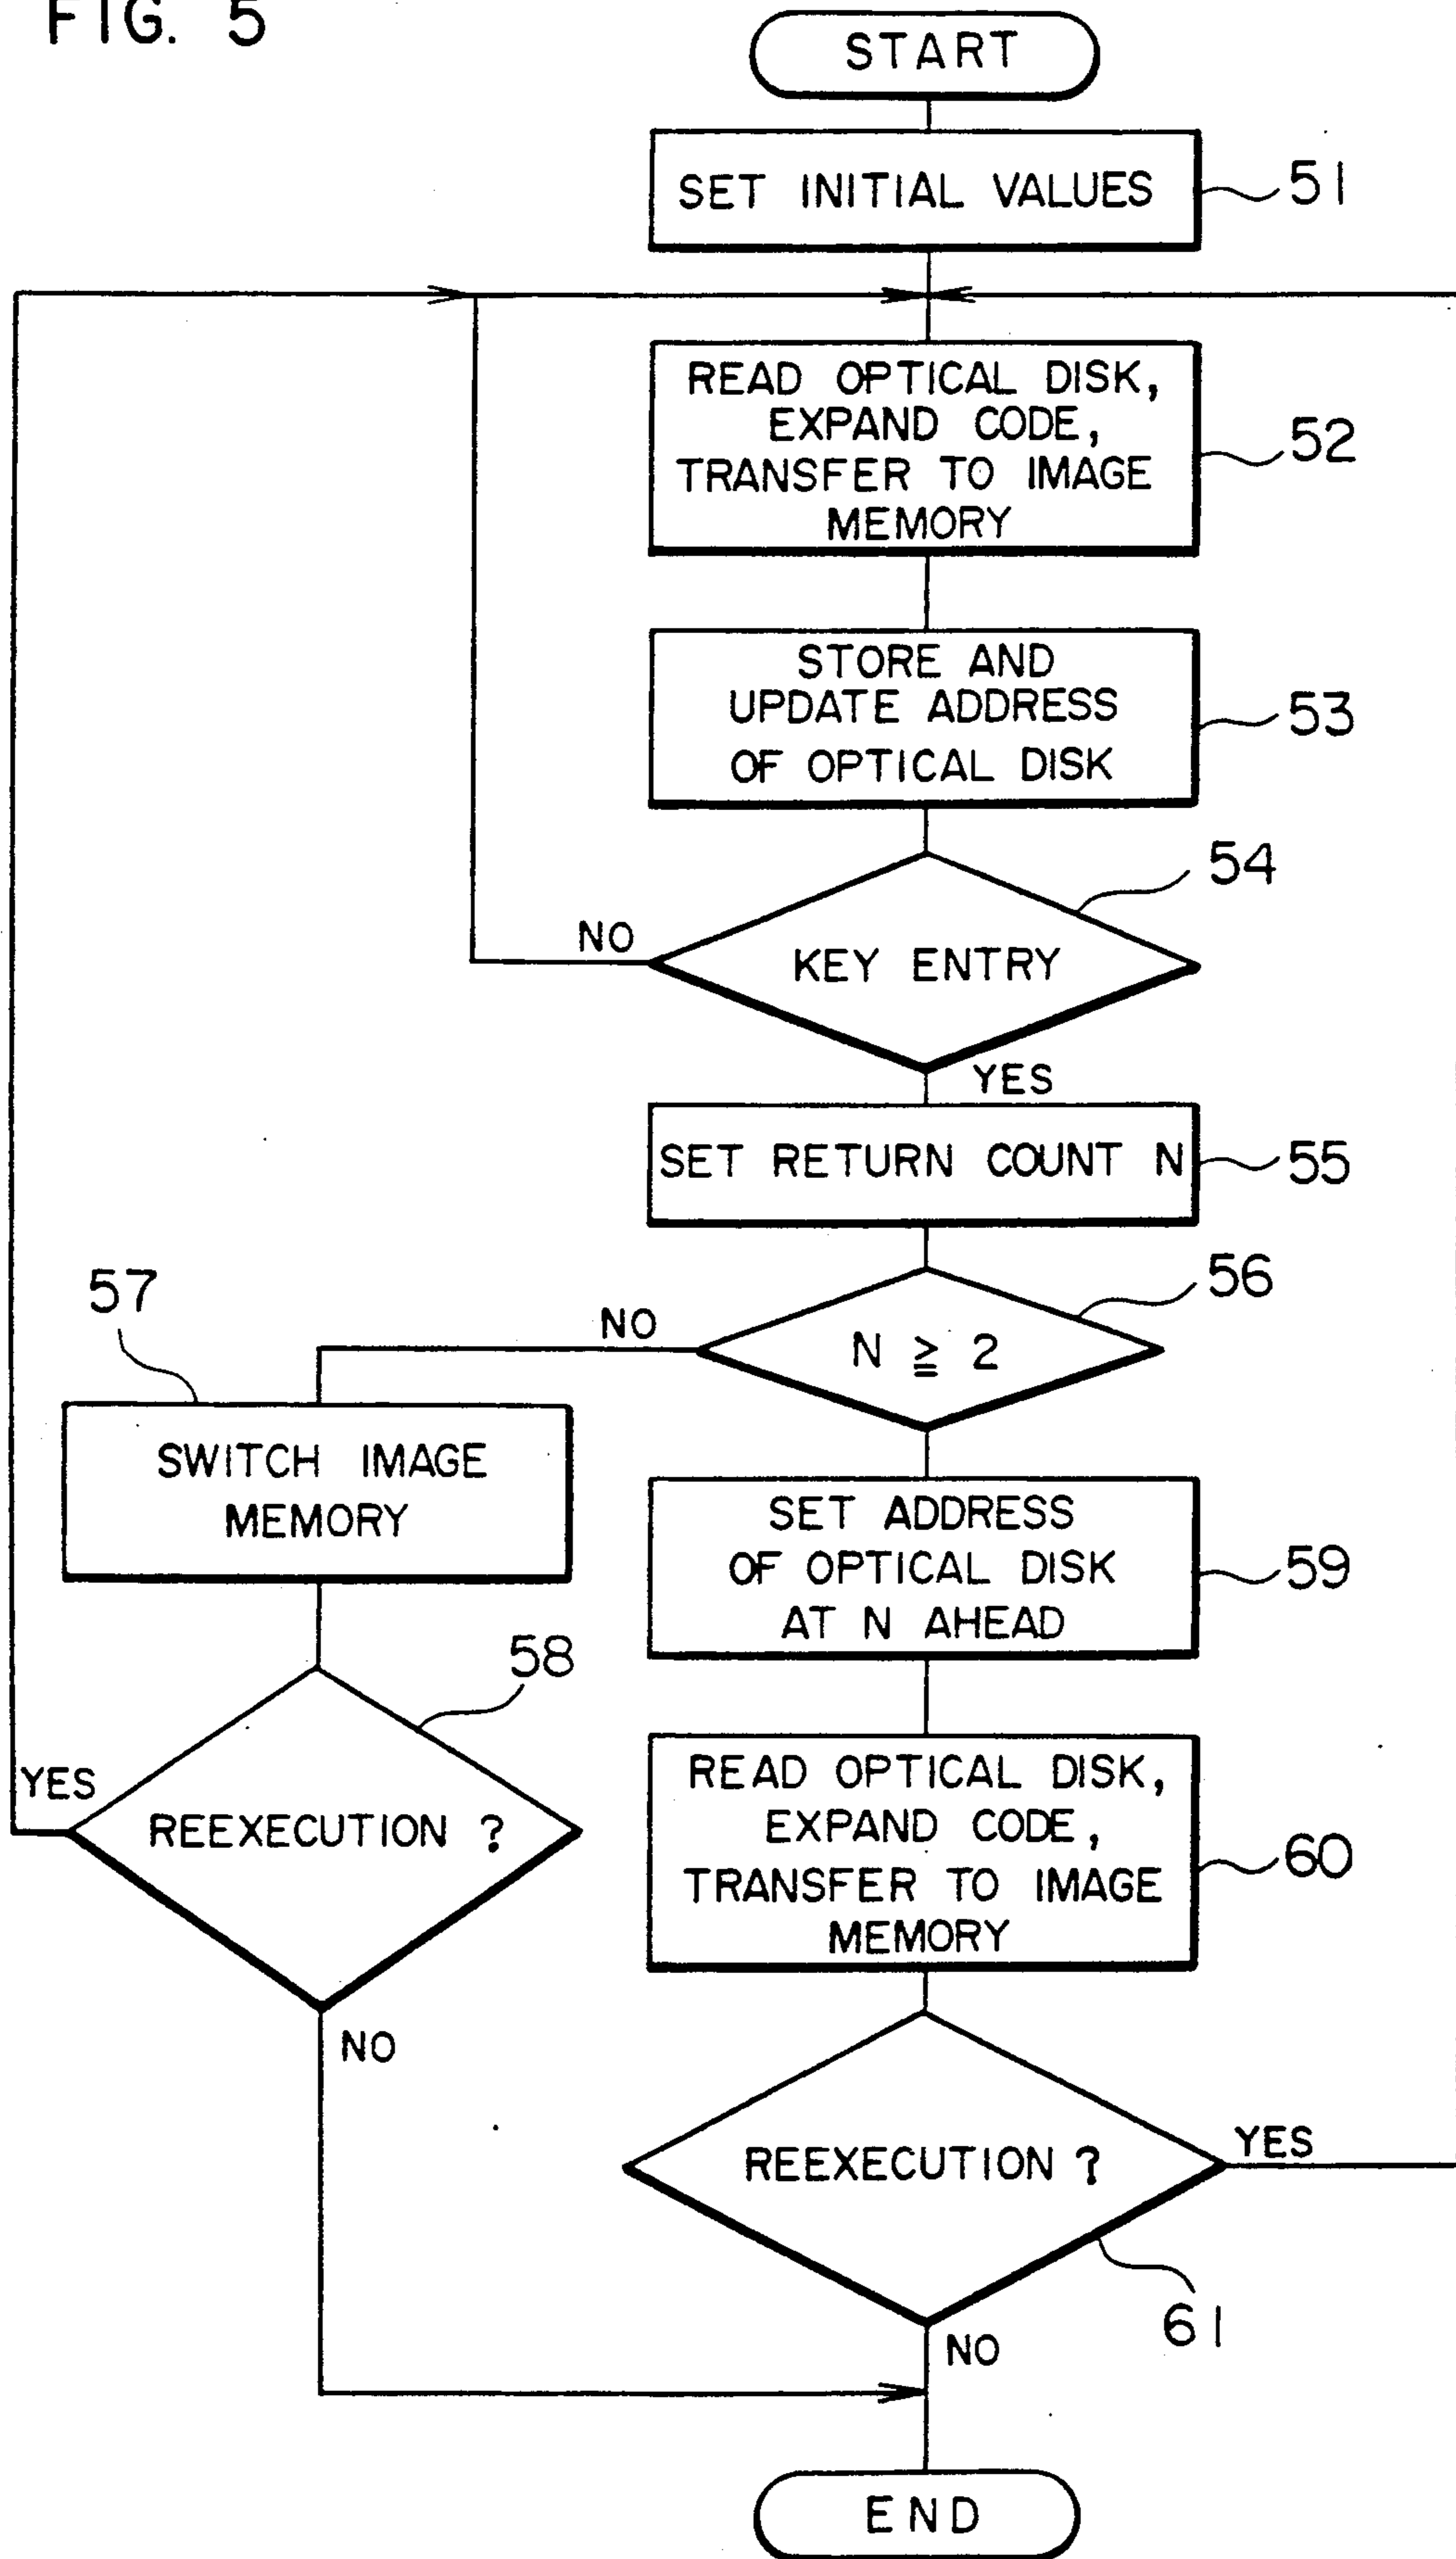 FIG. 5
START
SET INITIAL VALUES
51
READ OPTICAL DISK,
EXPAND CODE,
TRANSFER TO IMAGE
MEMORY
52
STORE AND
UPDATE ADDRESS
OF OPTICAL DISK
53
54
NO
KEY ENTRY
YES
SET RETURN COUNT N
55
56
57
NO
N ≧ 2
SWITCH IMAGE
MEMORY
SET ADDRESS
OF OPTICAL DISK
AT N AHEAD
59
58
YES
REEXECUTION ?
NO
READ OPTICAL DISK,
EXPAND CODE,
TRANSFER TO IMAGE
MEMORY
60
REEXECUTION ?
YES
61
NO
END